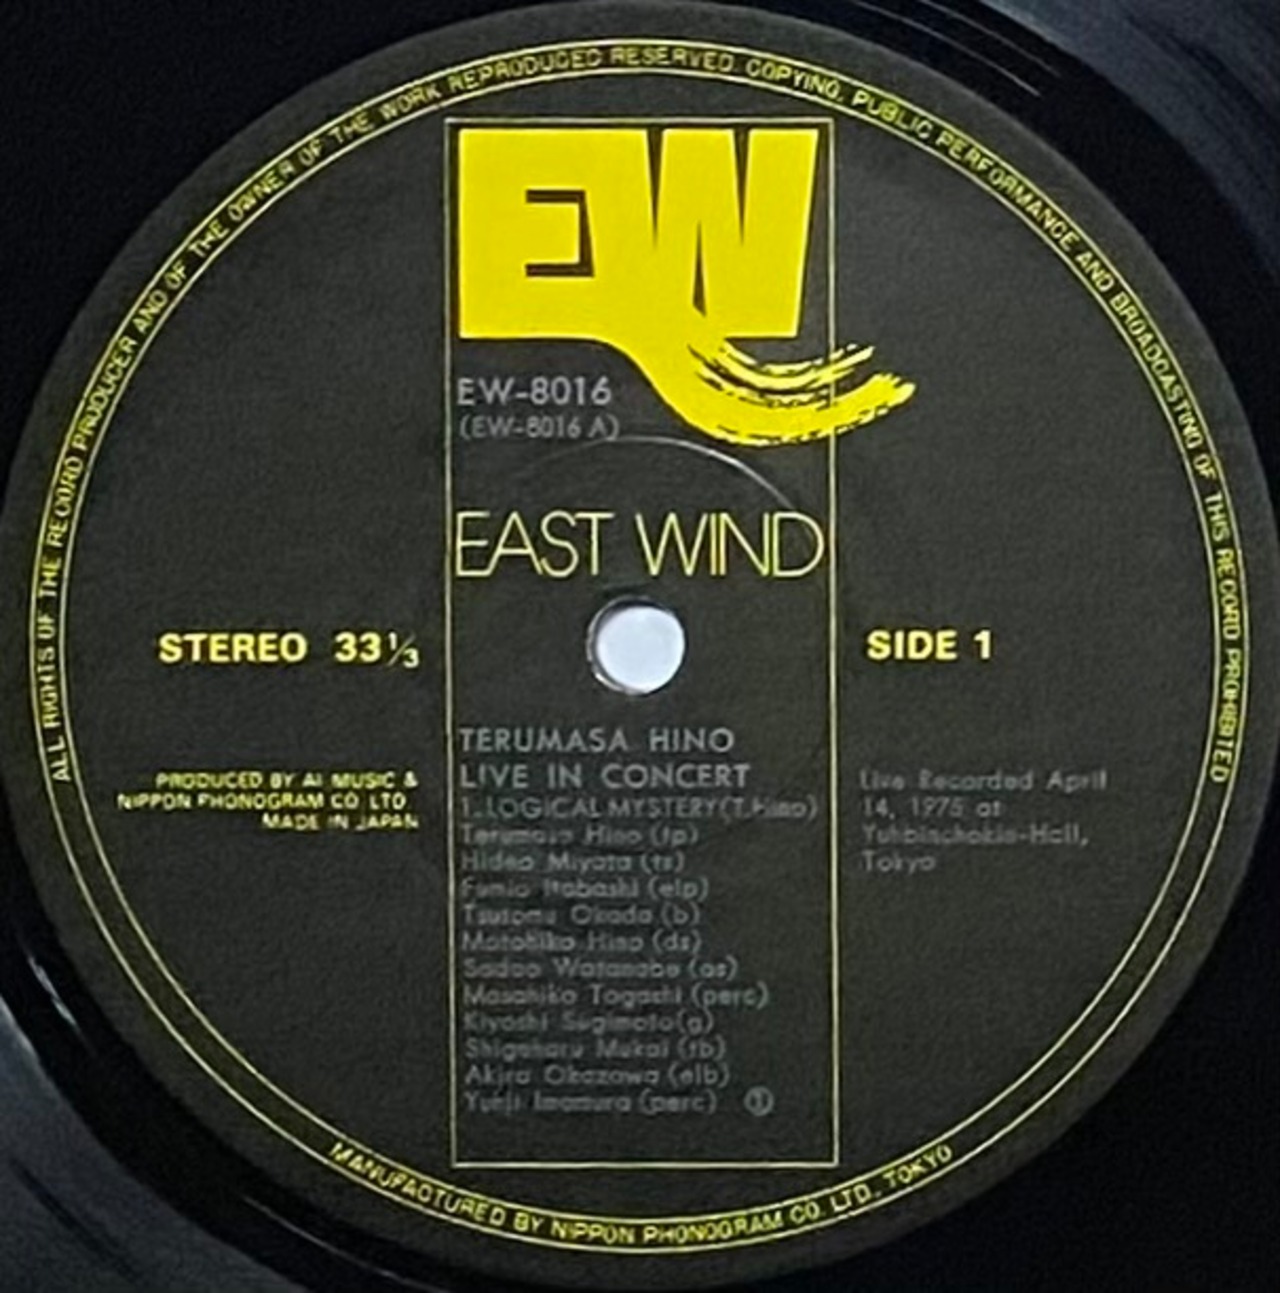 ALL RIGHTS OF THE RECORD PRODUCER AND OF THE OWNER OF THE WORK REPRODUCED RESERVED. COPYING, PUBLIC PERFORMANCE AND BROADCASTING OF THIS RECORD PROHIBITED
EW
EW-8016
(EW-8016 A)
EAST WIND
STEREO 33⅓
SIDE 1
PRODUCED BY AI MUSIC &
NIPPON PHONOGRAM CO. LTD.
MADE IN JAPAN
TERUMASA HINO
LIVE IN CONCERT
1. LOGICAL MYSTERY (T.Hino)
Terumasa Hino (tp)
Hideo Miyata (ts)
Fumio Itabashi (elp)
Tsutomu Okada (b)
Motohiko Hino (ds)
Sadao Watanabe (as)
Masahiko Togashi (perc)
Kiyoshi Sugimoto (g)
Shigeharu Mukai (tb)
Akira Okazawa (elb)
Yuhji Imamura (perc) Ⓙ
Live Recorded April
14, 1975 at
Yuhbinchokin-Hall,
Tokyo
MANUFACTURED BY NIPPON PHONOGRAM CO. LTD., TOKYO